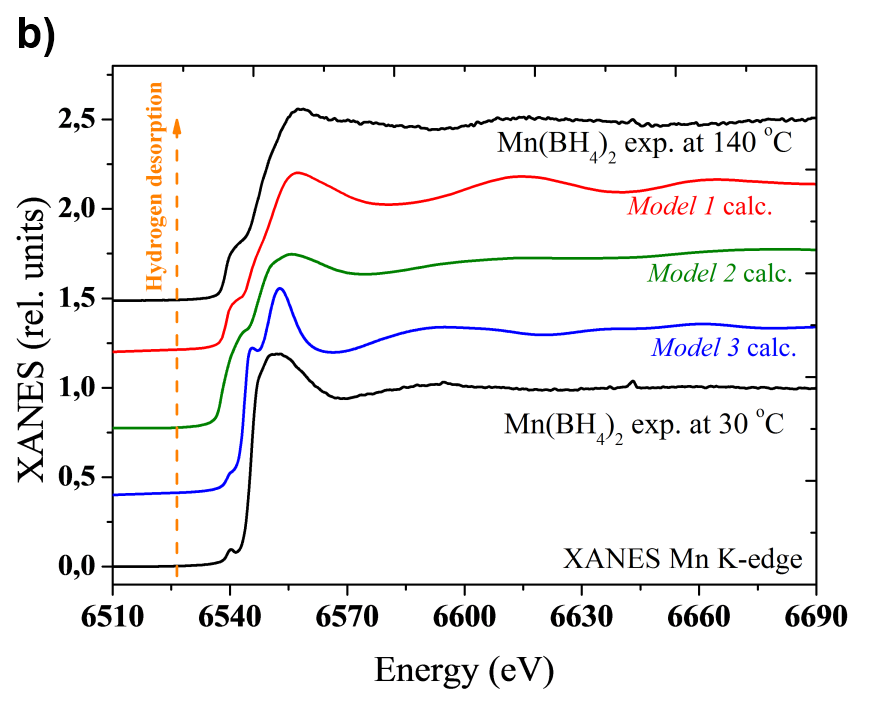 b)
XANES (rel. units)
Hydrogen desorption
2,5
2,0
1,5
1,0
0,5
0,0
Mn(BH₄)₂ exp. at 140 °C
Model 1 calc.
Model 2 calc.
Model 3 calc.
Mn(BH₄)₂ exp. at 30 °C
XANES Mn K-edge
6510 6540 6570 6600 6630 6660 6690
Energy (eV)